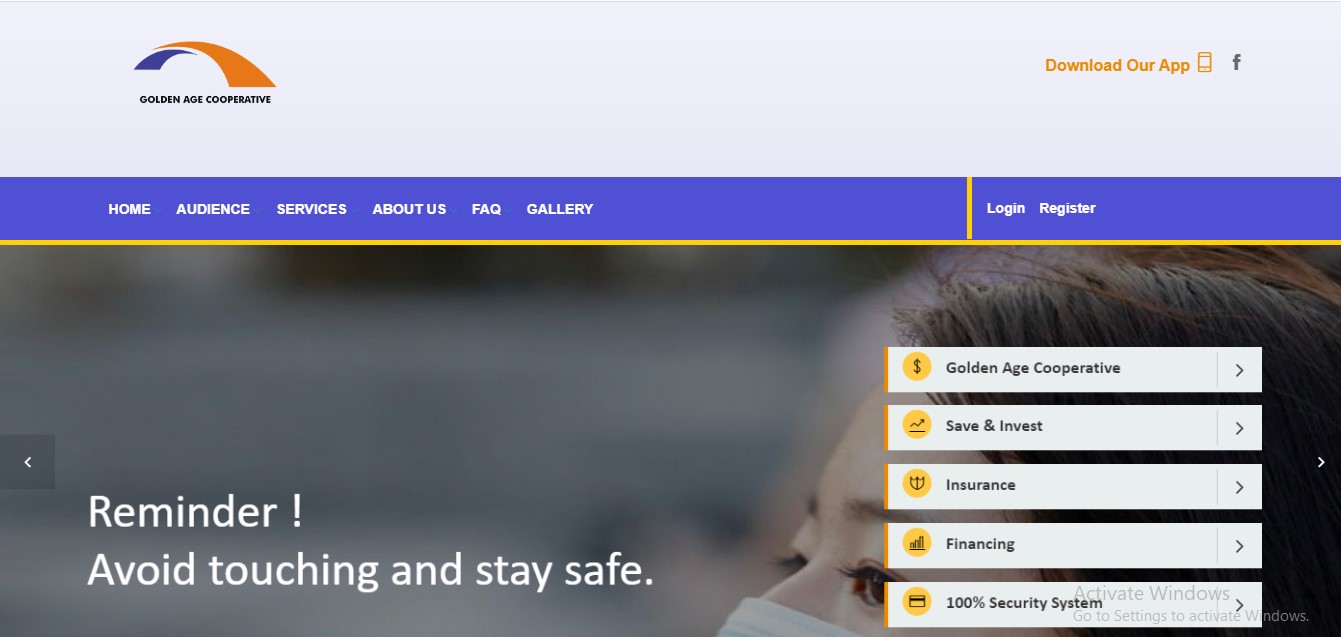 GOLDEN AGE COOPERATIVE
Download Our App
HOME AUDIENCE SERVICES ABOUT US FAQ GALLERY
Login Register
Golden Age Cooperative
Save & Invest
Insurance
Reminder !
Avoid touching and stay safe.
Financing
100% Security System
Activate Windows
Go to Settings to activate Windows.